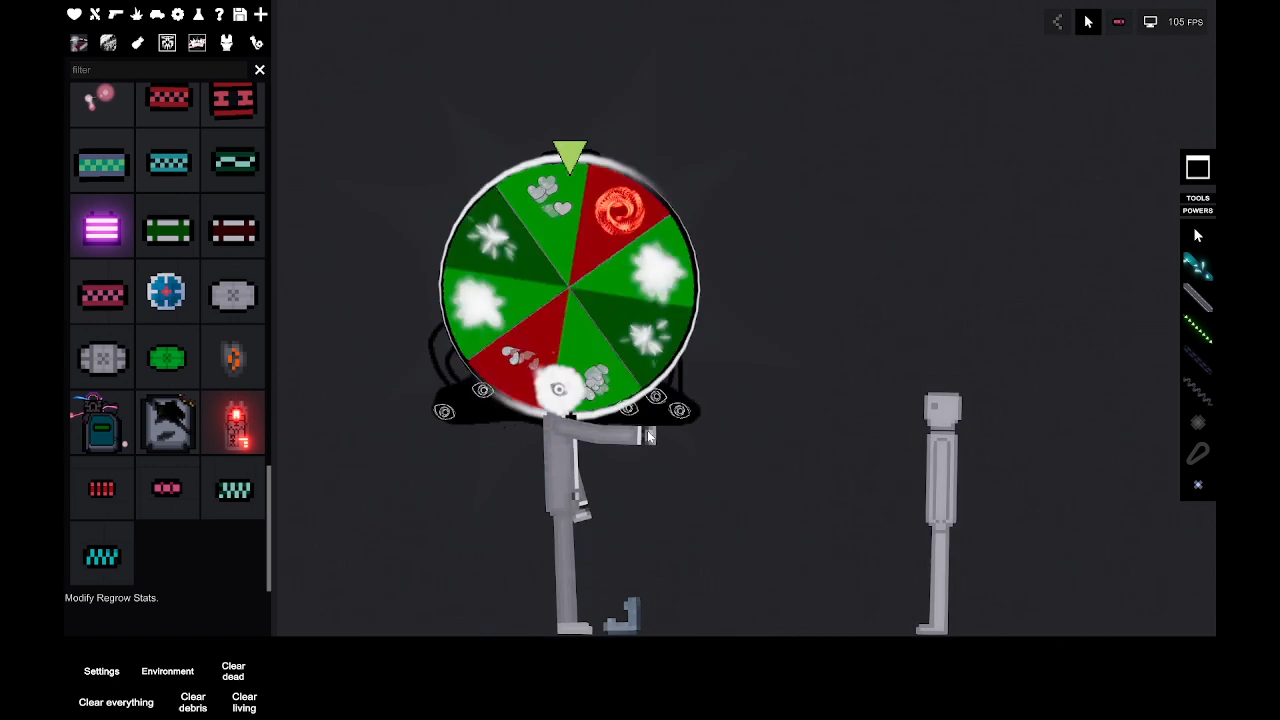 105 FPS
filter
TOOLS
POWERS
Modify Regrow Stats.
Settings
Environment
Clear
dead
Clear everything
Clear
debris
Clear
living